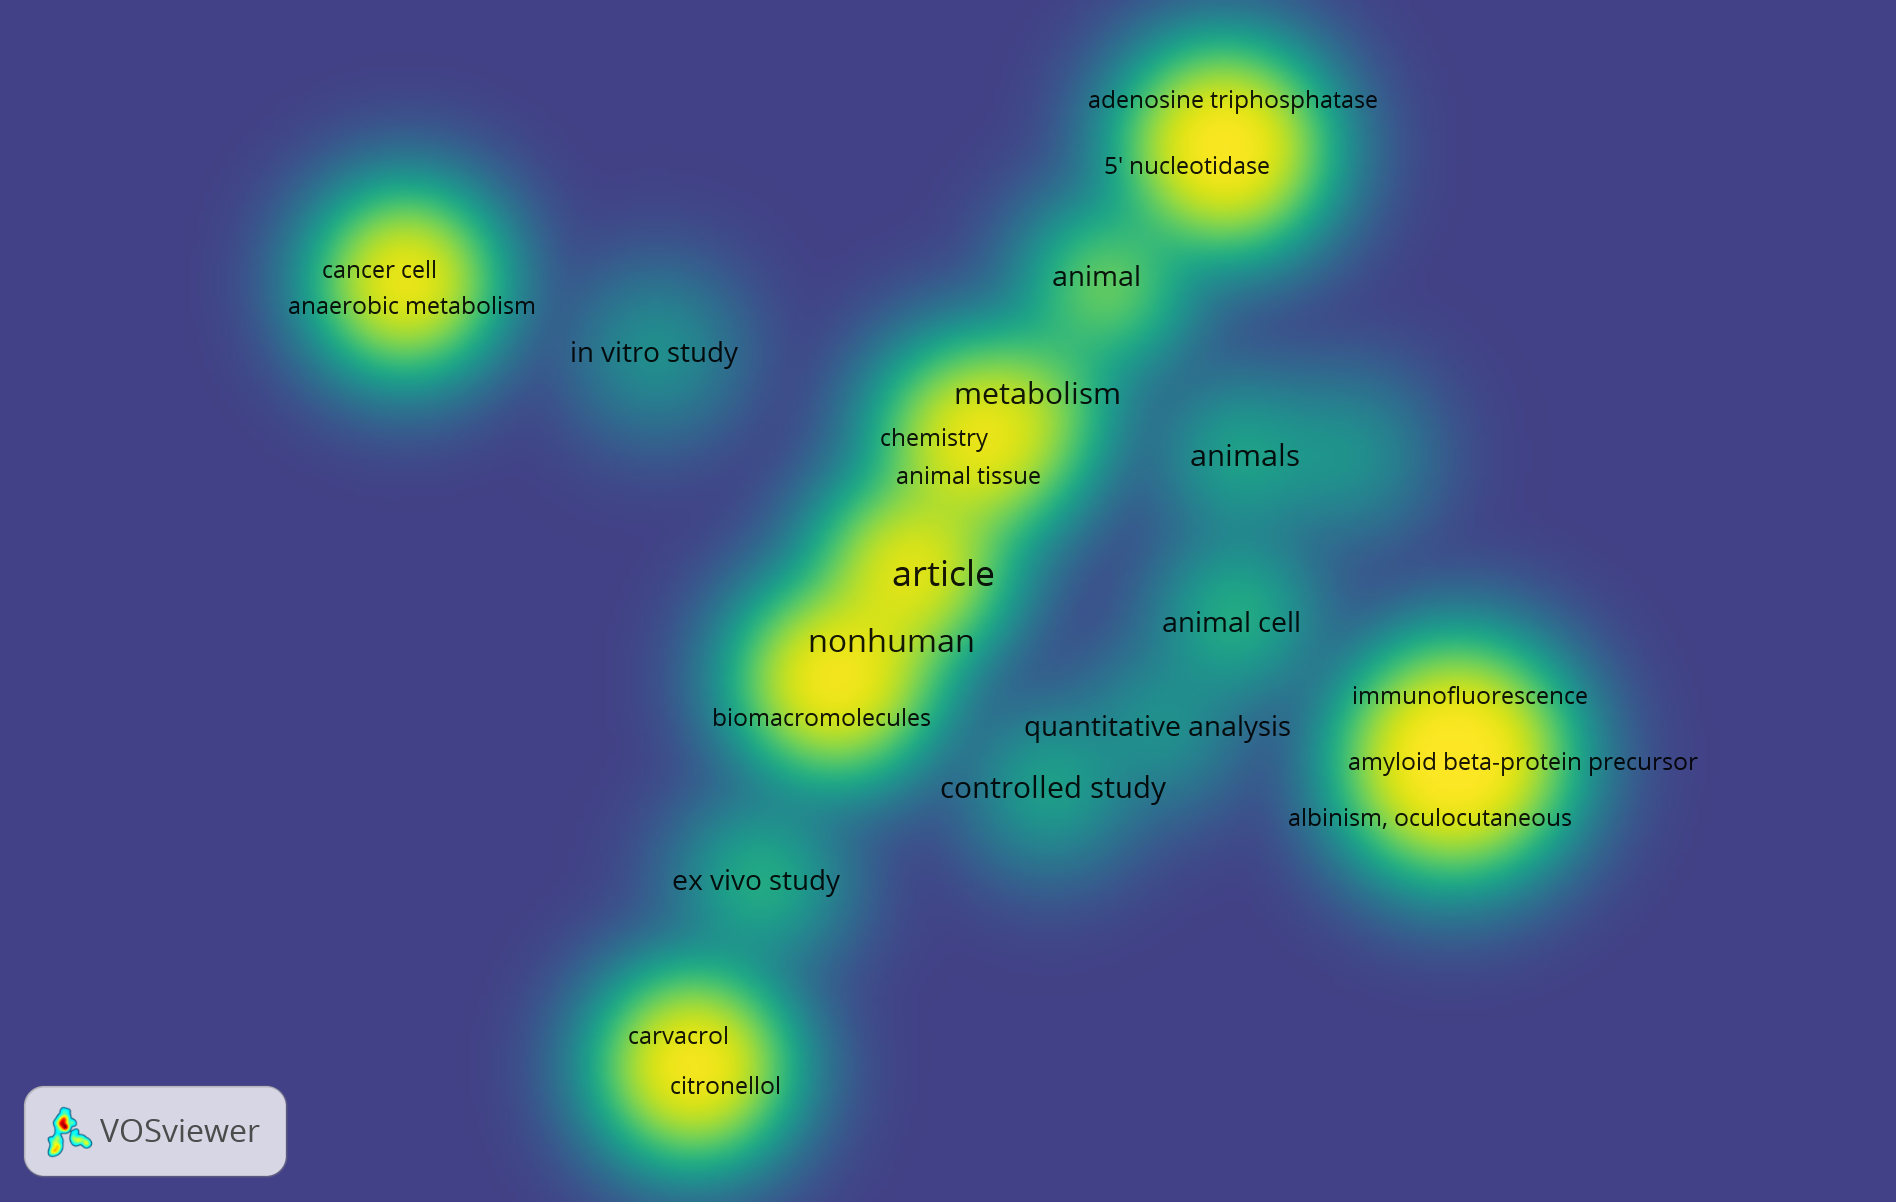 adenosine triphosphatase
5' nucleotidase
cancer cell
animal
anaerobic metabolism
in vitro study
metabolism
chemistry
animals
animal tissue
article
animal cell
nonhuman
immunofluorescence
biomacromolecules
quantitative analysis
amyloid beta-protein precursor
controlled study
albinism, oculocutaneous
ex vivo study
carvacrol
citronellol
VOSviewer